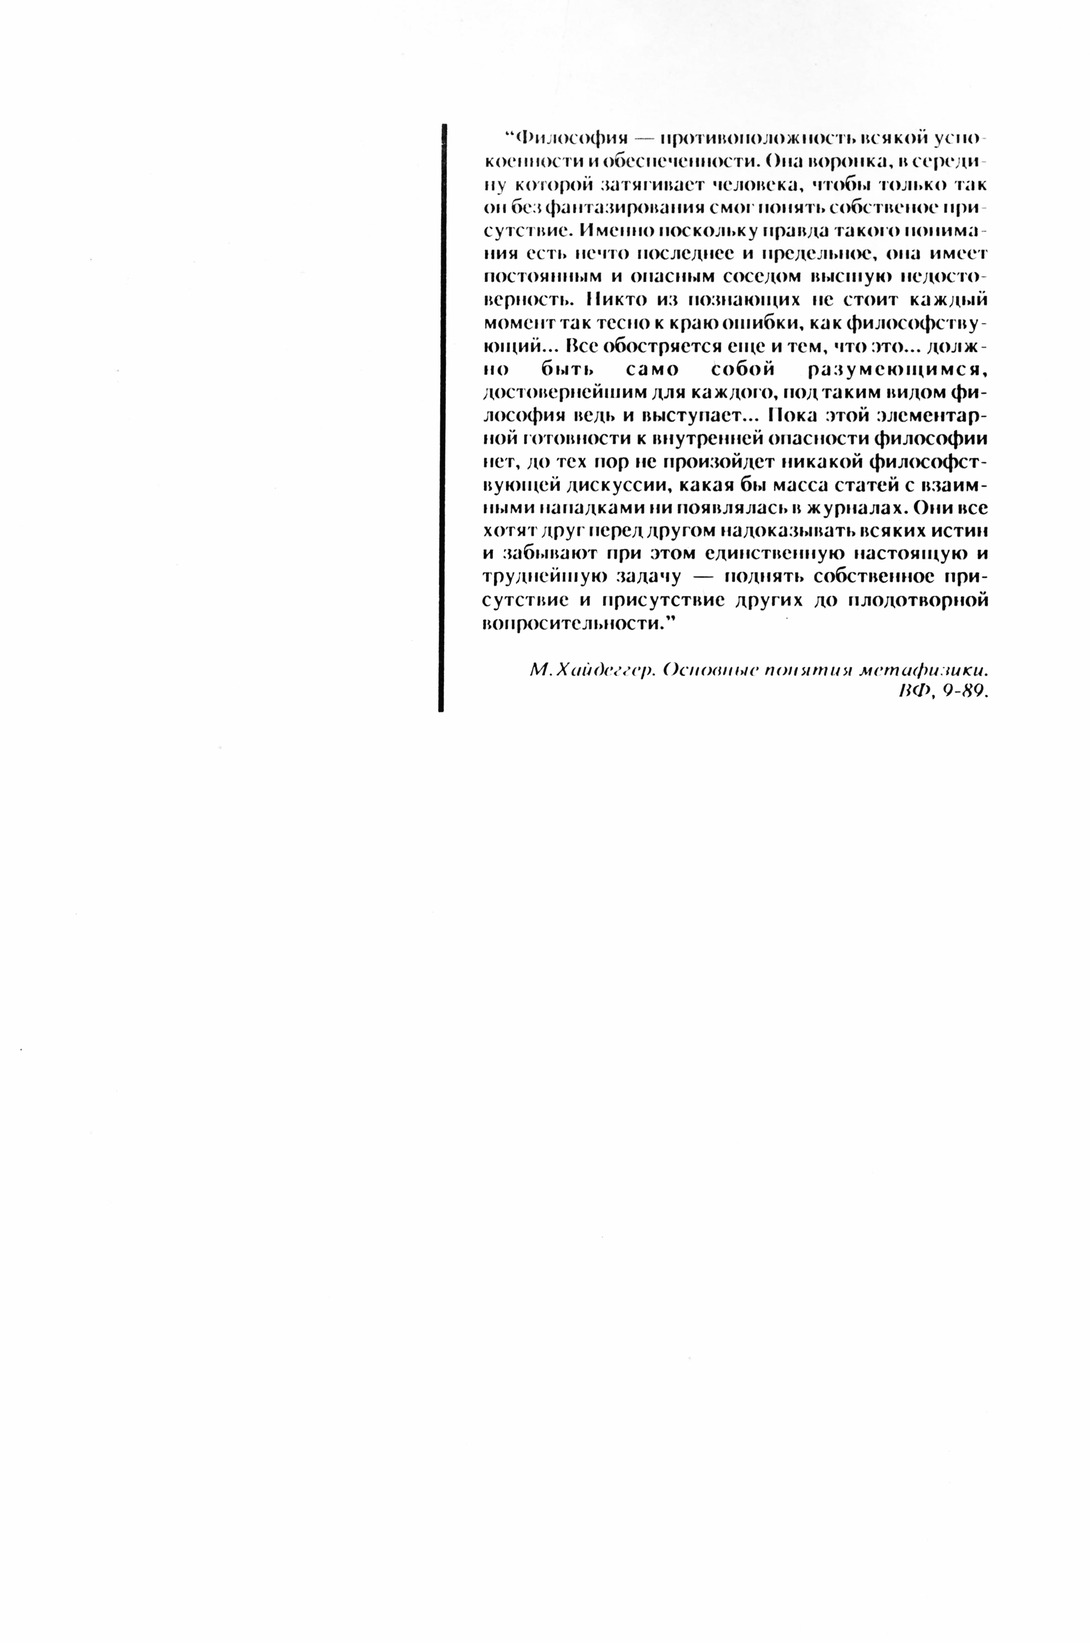 “Философия — противоположность всякой успо-
коенности и обеспеченности. Она воронка, в середи-
ну которой затягивает человека, чтобы только так
он без фантазирования смог понять собственое при-
сутствие. Именно поскольку правда такого понима-
ния есть нечто последнее и предельное, она имеет
постоянным и опасным соседом высшую недосто-
верность. Никто из познающих не стоит каждый
момент так тесно к краю ошибки, как философству-
ющий... Все обостряется еще и тем, что это... долж-
но быть само собой разумеющимся,
достовернейшим для каждого, под таким видом фи-
лософия ведь и выступает... Пока этой элементар-
ной готовности к внутренней опасности философии
нет, до тех пор не произойдет никакой философст-
вующей дискуссии, какая бы масса статей с взаим-
ными нападками ни появлялась в журналах. Они все
хотят друг перед другом надоказывать всяких истин
и забывают при этом единственную настоящую и
труднейшую задачу — поднять собственное при-
сутствие и присутствие других до плодотворной
вопросительности.”
М. Хайдеггер. Основные понятия метафизики.
ВФ, 9-89.